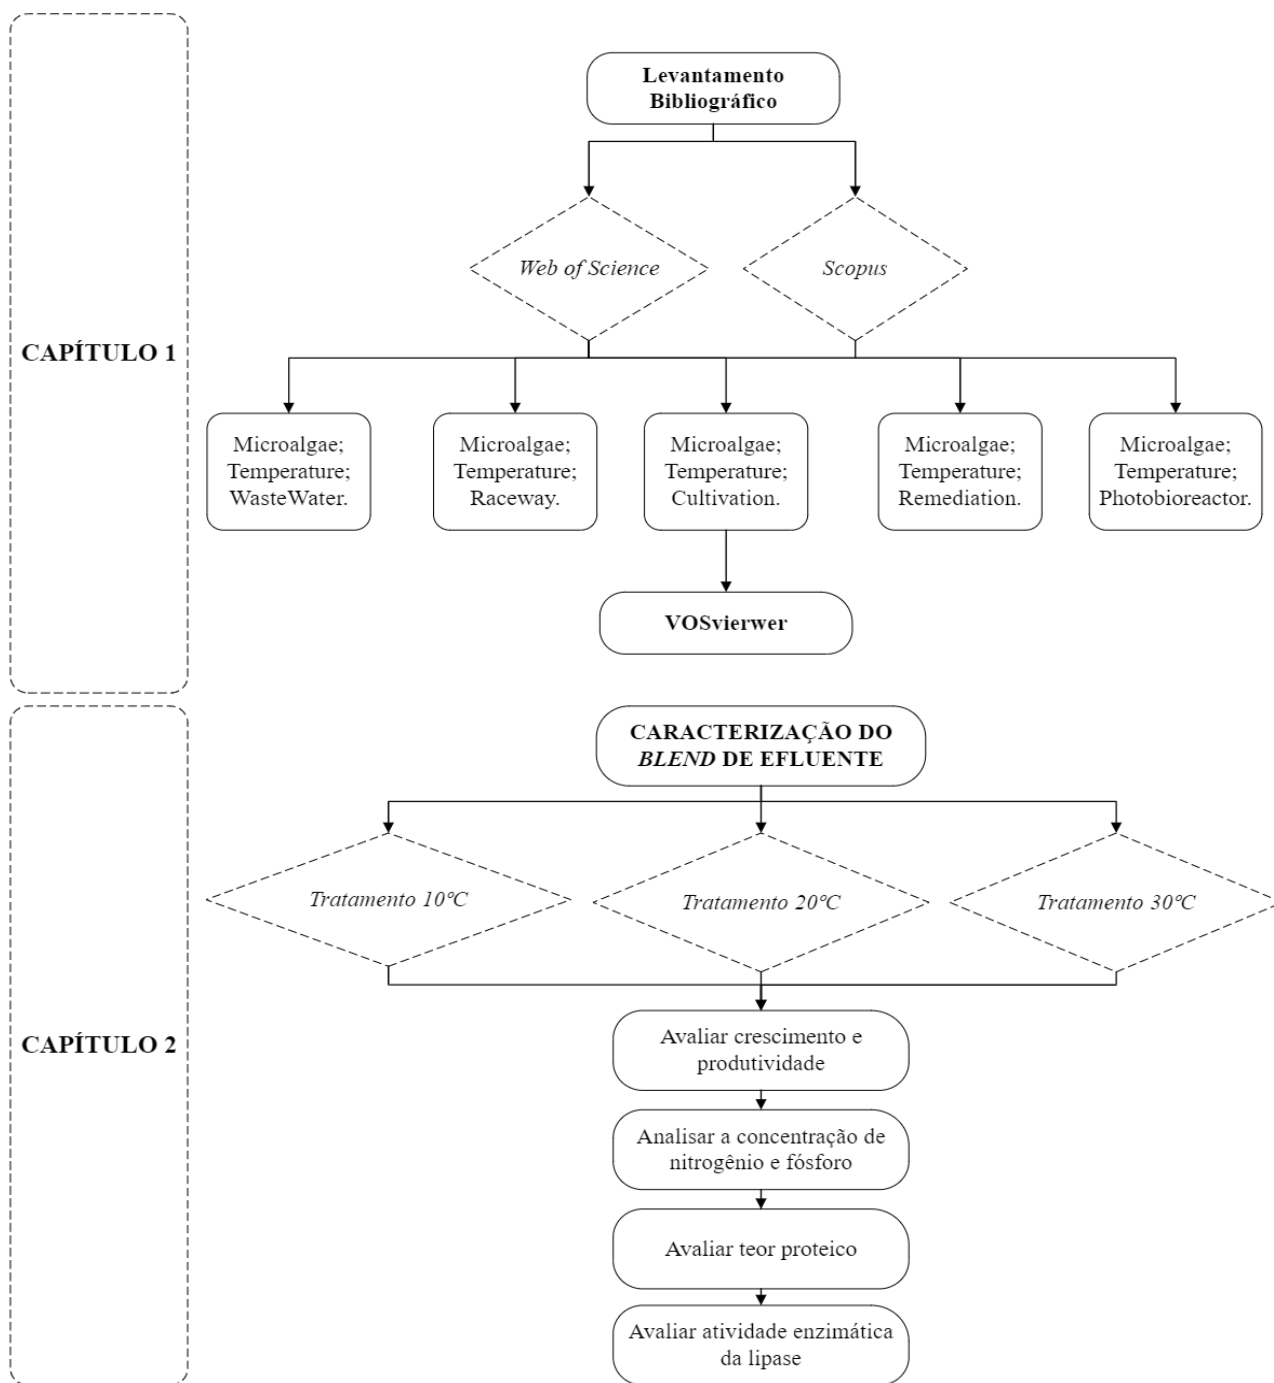 Levantamento
Bibliográfico
Web of Science
Scopus
CAPÍTULO 1
Microalgae;
Temperature;
WasteWater.
Microalgae;
Temperature;
Raceway.
Microalgae;
Temperature;
Cultivation.
Microalgae;
Temperature;
Remediation.
Microalgae;
Temperature;
Photobioreactor.
VOSvierwer
CARACTERIZAÇÃO DO
BLEND DE EFLUENTE
Tratamento 10°C
Tratamento 20°C
Tratamento 30°C
CAPÍTULO 2
Avaliar crescimento e
produtividade
Analisar a concentração de
nitrogênio e fósforo
Avaliar teor proteico
Avaliar atividade enzimática
da lipase